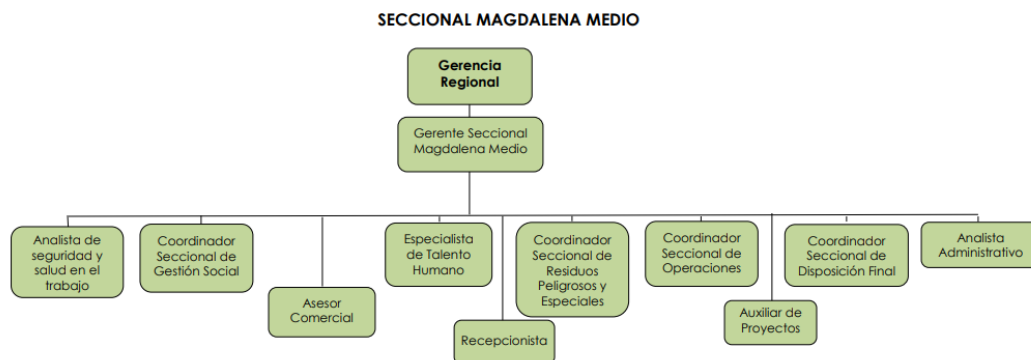 SECCIONAL MAGDALENA MEDIO
Gerencia
Regional
Gerente Seccional
Magdalena Medio
Analista de
seguridad y
salud en el
trabajo
Coordinador
Seccional de
Gestión Social
Asesor
Comercial
Especialista
de Talento
Humano
Recepcionista
Coordinador
Seccional de
Residuos
Peligrosos y
Especiales
Coordinador
Seccional de
Operaciones
Auxiliar de
Proyectos
Coordinador
Seccional de
Disposición Final
Analista
Administrativo